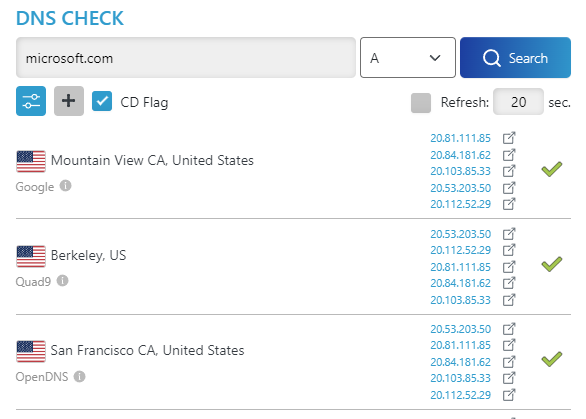 DNS CHECK
microsoft.com A Search
CD Flag Refresh: 20 sec.
Mountain View CA, United States
Google
20.81.111.85
20.84.181.62
20.103.85.33
20.53.203.50
20.112.52.29
Berkeley, US
Quad9
20.53.203.50
20.112.52.29
20.81.111.85
20.84.181.62
20.103.85.33
San Francisco CA, United States
OpenDNS
20.53.203.50
20.81.111.85
20.84.181.62
20.103.85.33
20.112.52.29